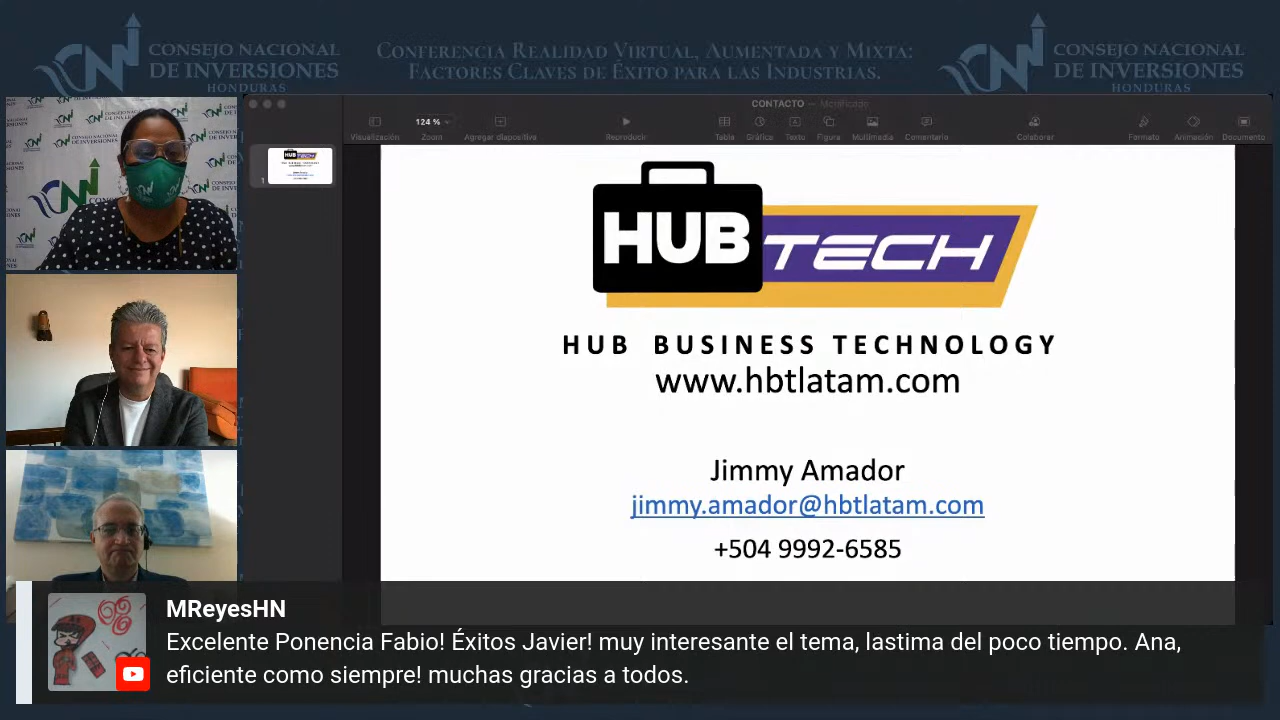 CONSEJO NACIONAL
DE INVERSIONES
HONDURAS
Conferencia Realidad Virtual, Aumentada y Mixta:
Factores Claves de Éxito para las Industrias.
CONSEJO NACIONAL
DE INVERSIONES
HONDURAS
CONTACTO — Modificado
124 %
Visualización
Zoom
Agregar diapositiva
Reproducir
Tabla
Gráfica
Texto
Figura
Multimedia
Comentario
Colaborar
Formato
Animación
Documento
1
HUB TECH
HUB BUSINESS TECHNOLOGY
www.hbtlatam.com
Jimmy Amador
jimmy.amador@hbtlatam.com
+504 9992-6585
MReyesHN
Excelente Ponencia Fabio! Éxitos Javier! muy interesante el tema, lastima del poco tiempo. Ana,
eficiente como siempre! muchas gracias a todos.